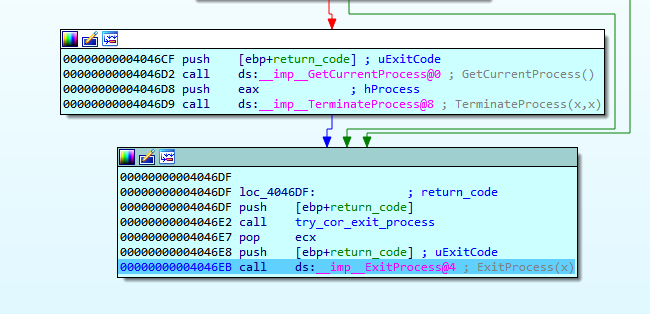 00000000004046CF push [ebp+return_code] ; uExitCode
00000000004046D2 call ds:__imp__GetCurrentProcess@0 ; GetCurrentProcess()
00000000004046D8 push eax ; hProcess
00000000004046D9 call ds:__imp__TerminateProcess@8 ; TerminateProcess(x,x)
00000000004046DF
00000000004046DF loc_4046DF: ; return_code
00000000004046DF push [ebp+return_code]
00000000004046E2 call try_cor_exit_process
00000000004046E7 pop ecx
00000000004046E8 push [ebp+return_code] ; uExitCode
00000000004046EB call ds:__imp__ExitProcess@4 ; ExitProcess(x)